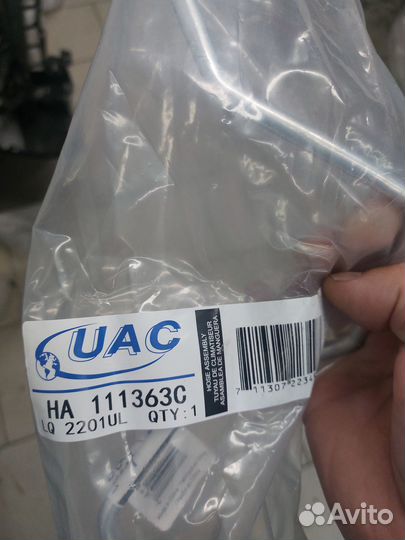 UAC
HOSE ASSEMBLY
TUYAU DE CLIMATISEUR
ASAMBLEA DE MANGUERA
HA 111363C
LQ 2201UL QTY:1
7 11307 2234
Avito